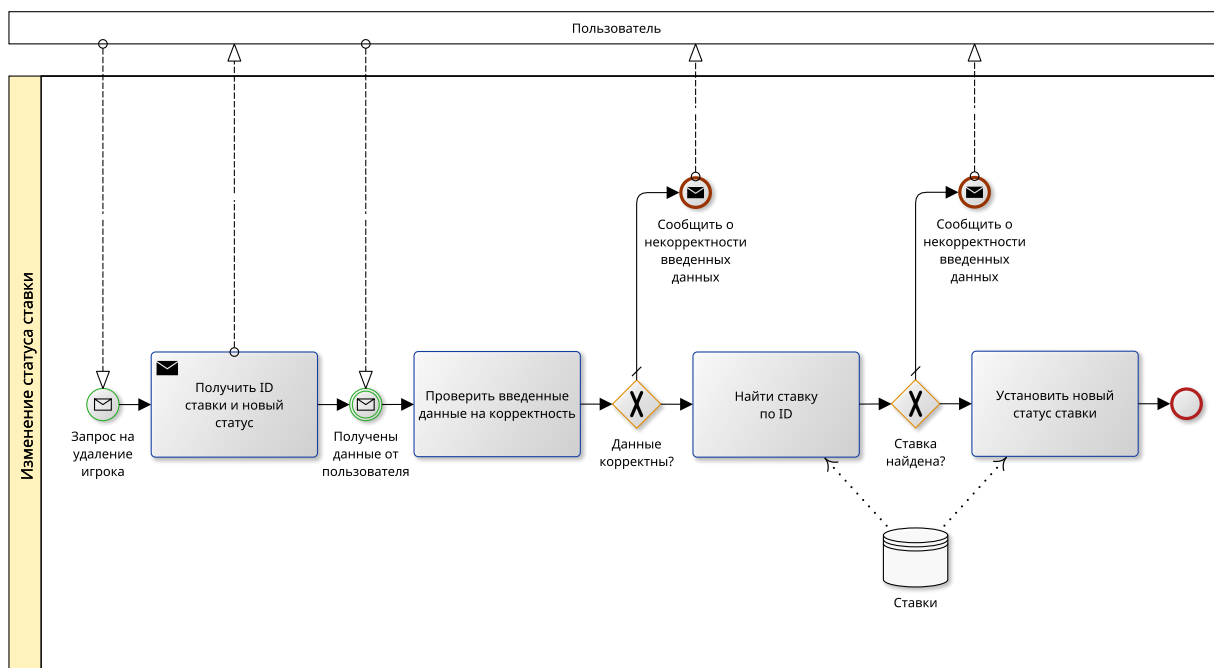 Пользователь
Изменение статуса ставки
Сообщить о
некорректности
введенных
данных
Сообщить о
некорректности
введенных
данных
Получить ID
ставки и новый
статус
Проверить введенные
данные на корректность
Найти ставку
по ID
Установить новый
статус ставки
Запрос на
удаление
игрока
Получены
данные от
пользователя
Данные
корректны?
Ставка
найдена?
Ставки